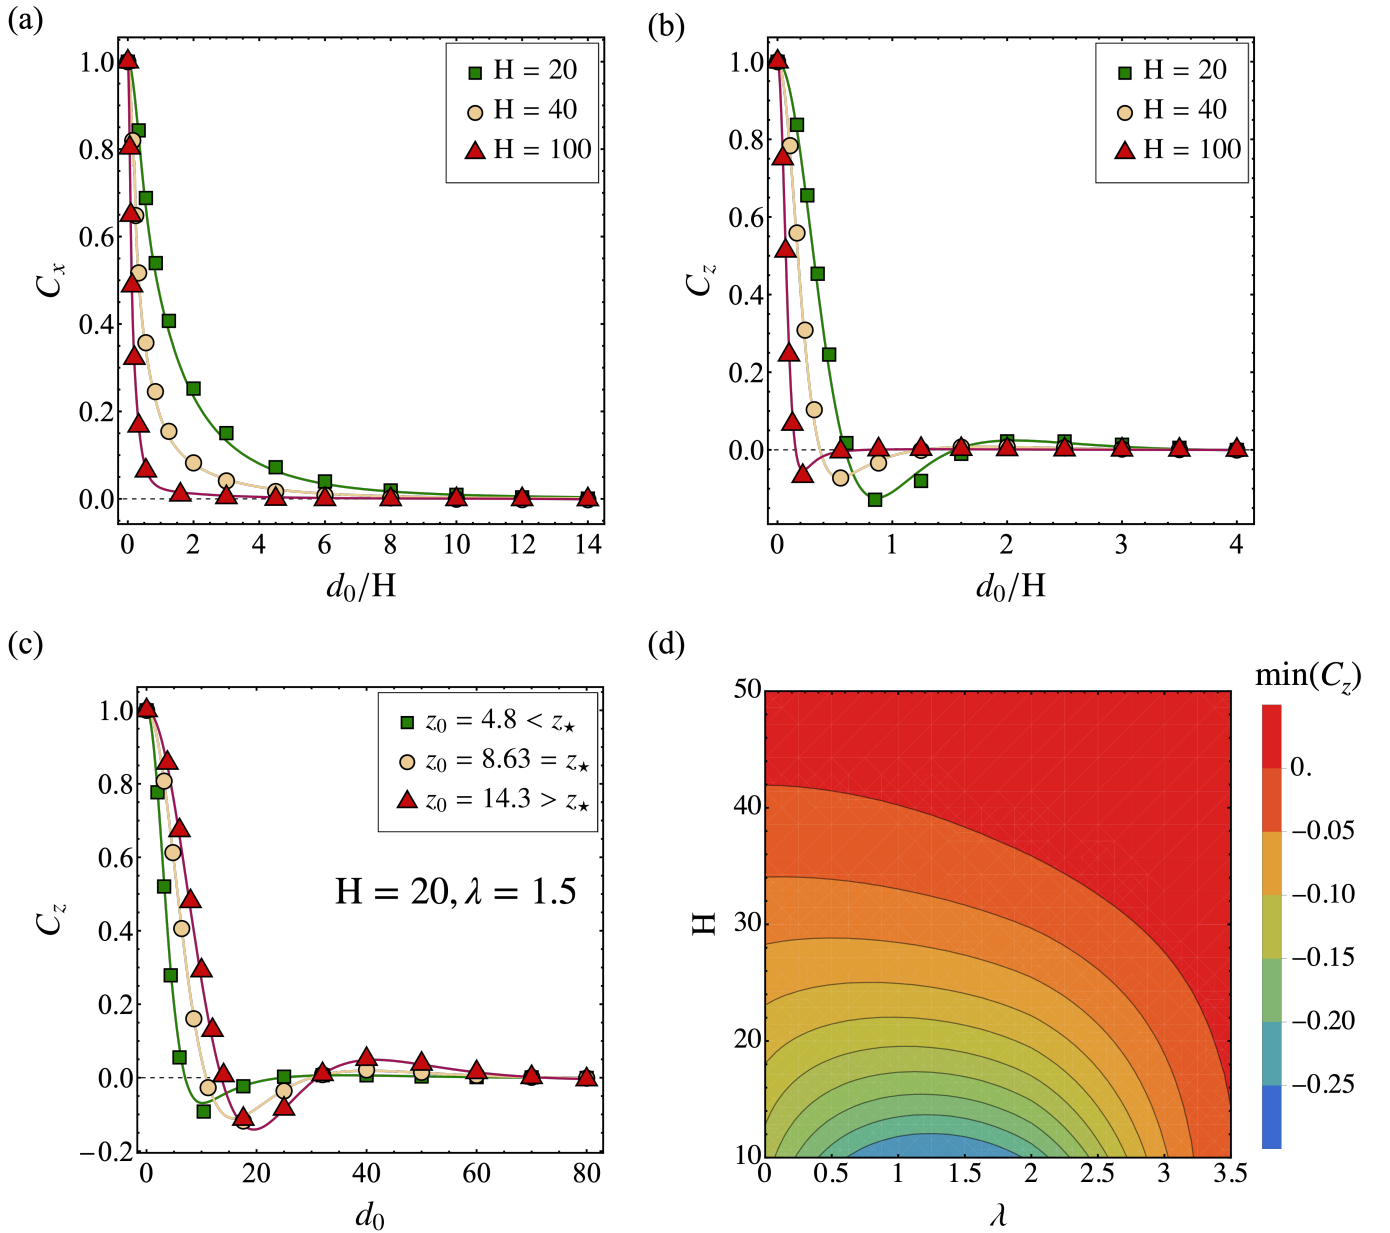 (a)
1.0
0.8
0.6
0.4
0.2
0.0
C_x
H = 20
H = 40
H = 100
0 2 4 6 8 10 12 14
d_0/H
(b)
1.0
0.8
0.6
0.4
0.2
0.0
C_z
H = 20
H = 40
H = 100
0 1 2 3 4
d_0/H
(c)
1.0
0.8
0.6
0.4
0.2
0.0
−0.2
C_z
z_0 = 4.8 < z_⋆
z_0 = 8.63 = z_⋆
z_0 = 14.3 > z_⋆
H = 20, λ = 1.5
0 20 40 60 80
d_0
(d)
50
40
30
20
10
H
0 0.5 1 1.5 2 2.5 3 3.5
λ
min(C_z)
0.
−0.05
−0.10
−0.15
−0.20
−0.25